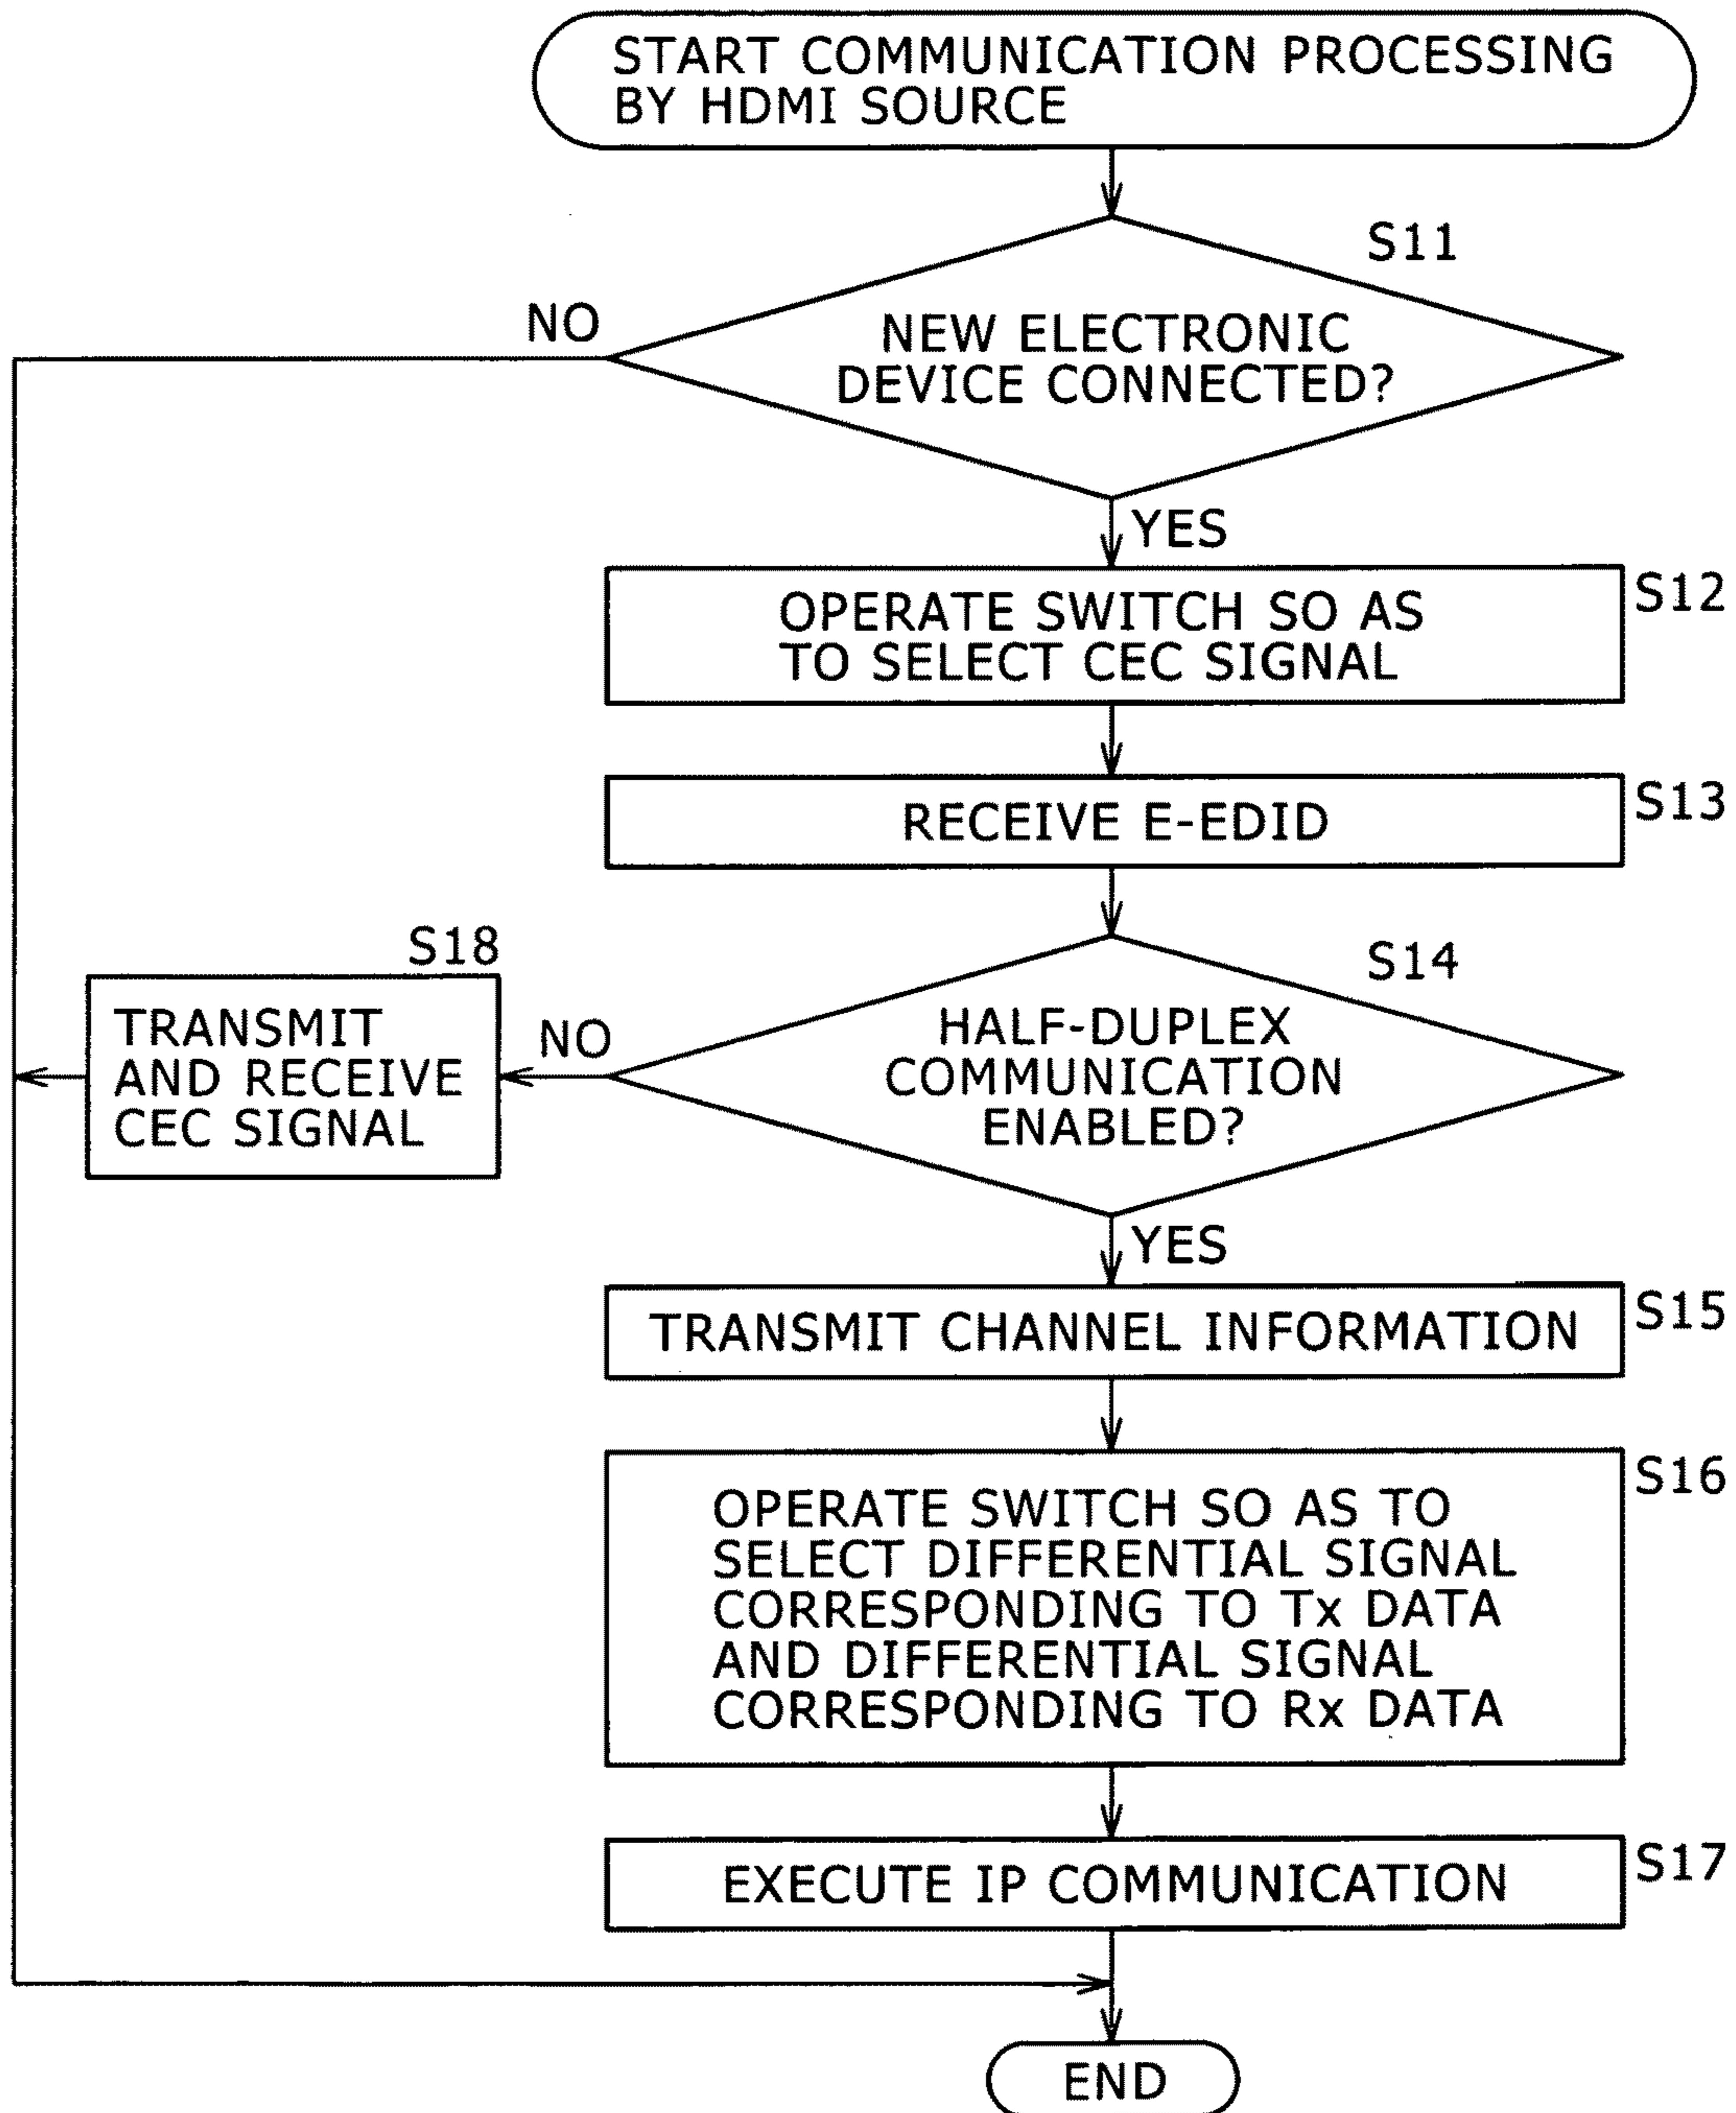 START COMMUNICATION PROCESSING
BY HDMI SOURCE
S11
NO
NEW ELECTRONIC
DEVICE CONNECTED?
YES
S12
OPERATE SWITCH SO AS
TO SELECT CEC SIGNAL
S13
RECEIVE E-EDID
S18
S14
TRANSMIT
AND RECEIVE
CEC SIGNAL
NO
HALF-DUPLEX
COMMUNICATION
ENABLED?
YES
S15
TRANSMIT CHANNEL INFORMATION
S16
OPERATE SWITCH SO AS TO
SELECT DIFFERENTIAL SIGNAL
CORRESPONDING TO Tx DATA
AND DIFFERENTIAL SIGNAL
CORRESPONDING TO Rx DATA
S17
EXECUTE IP COMMUNICATION
END